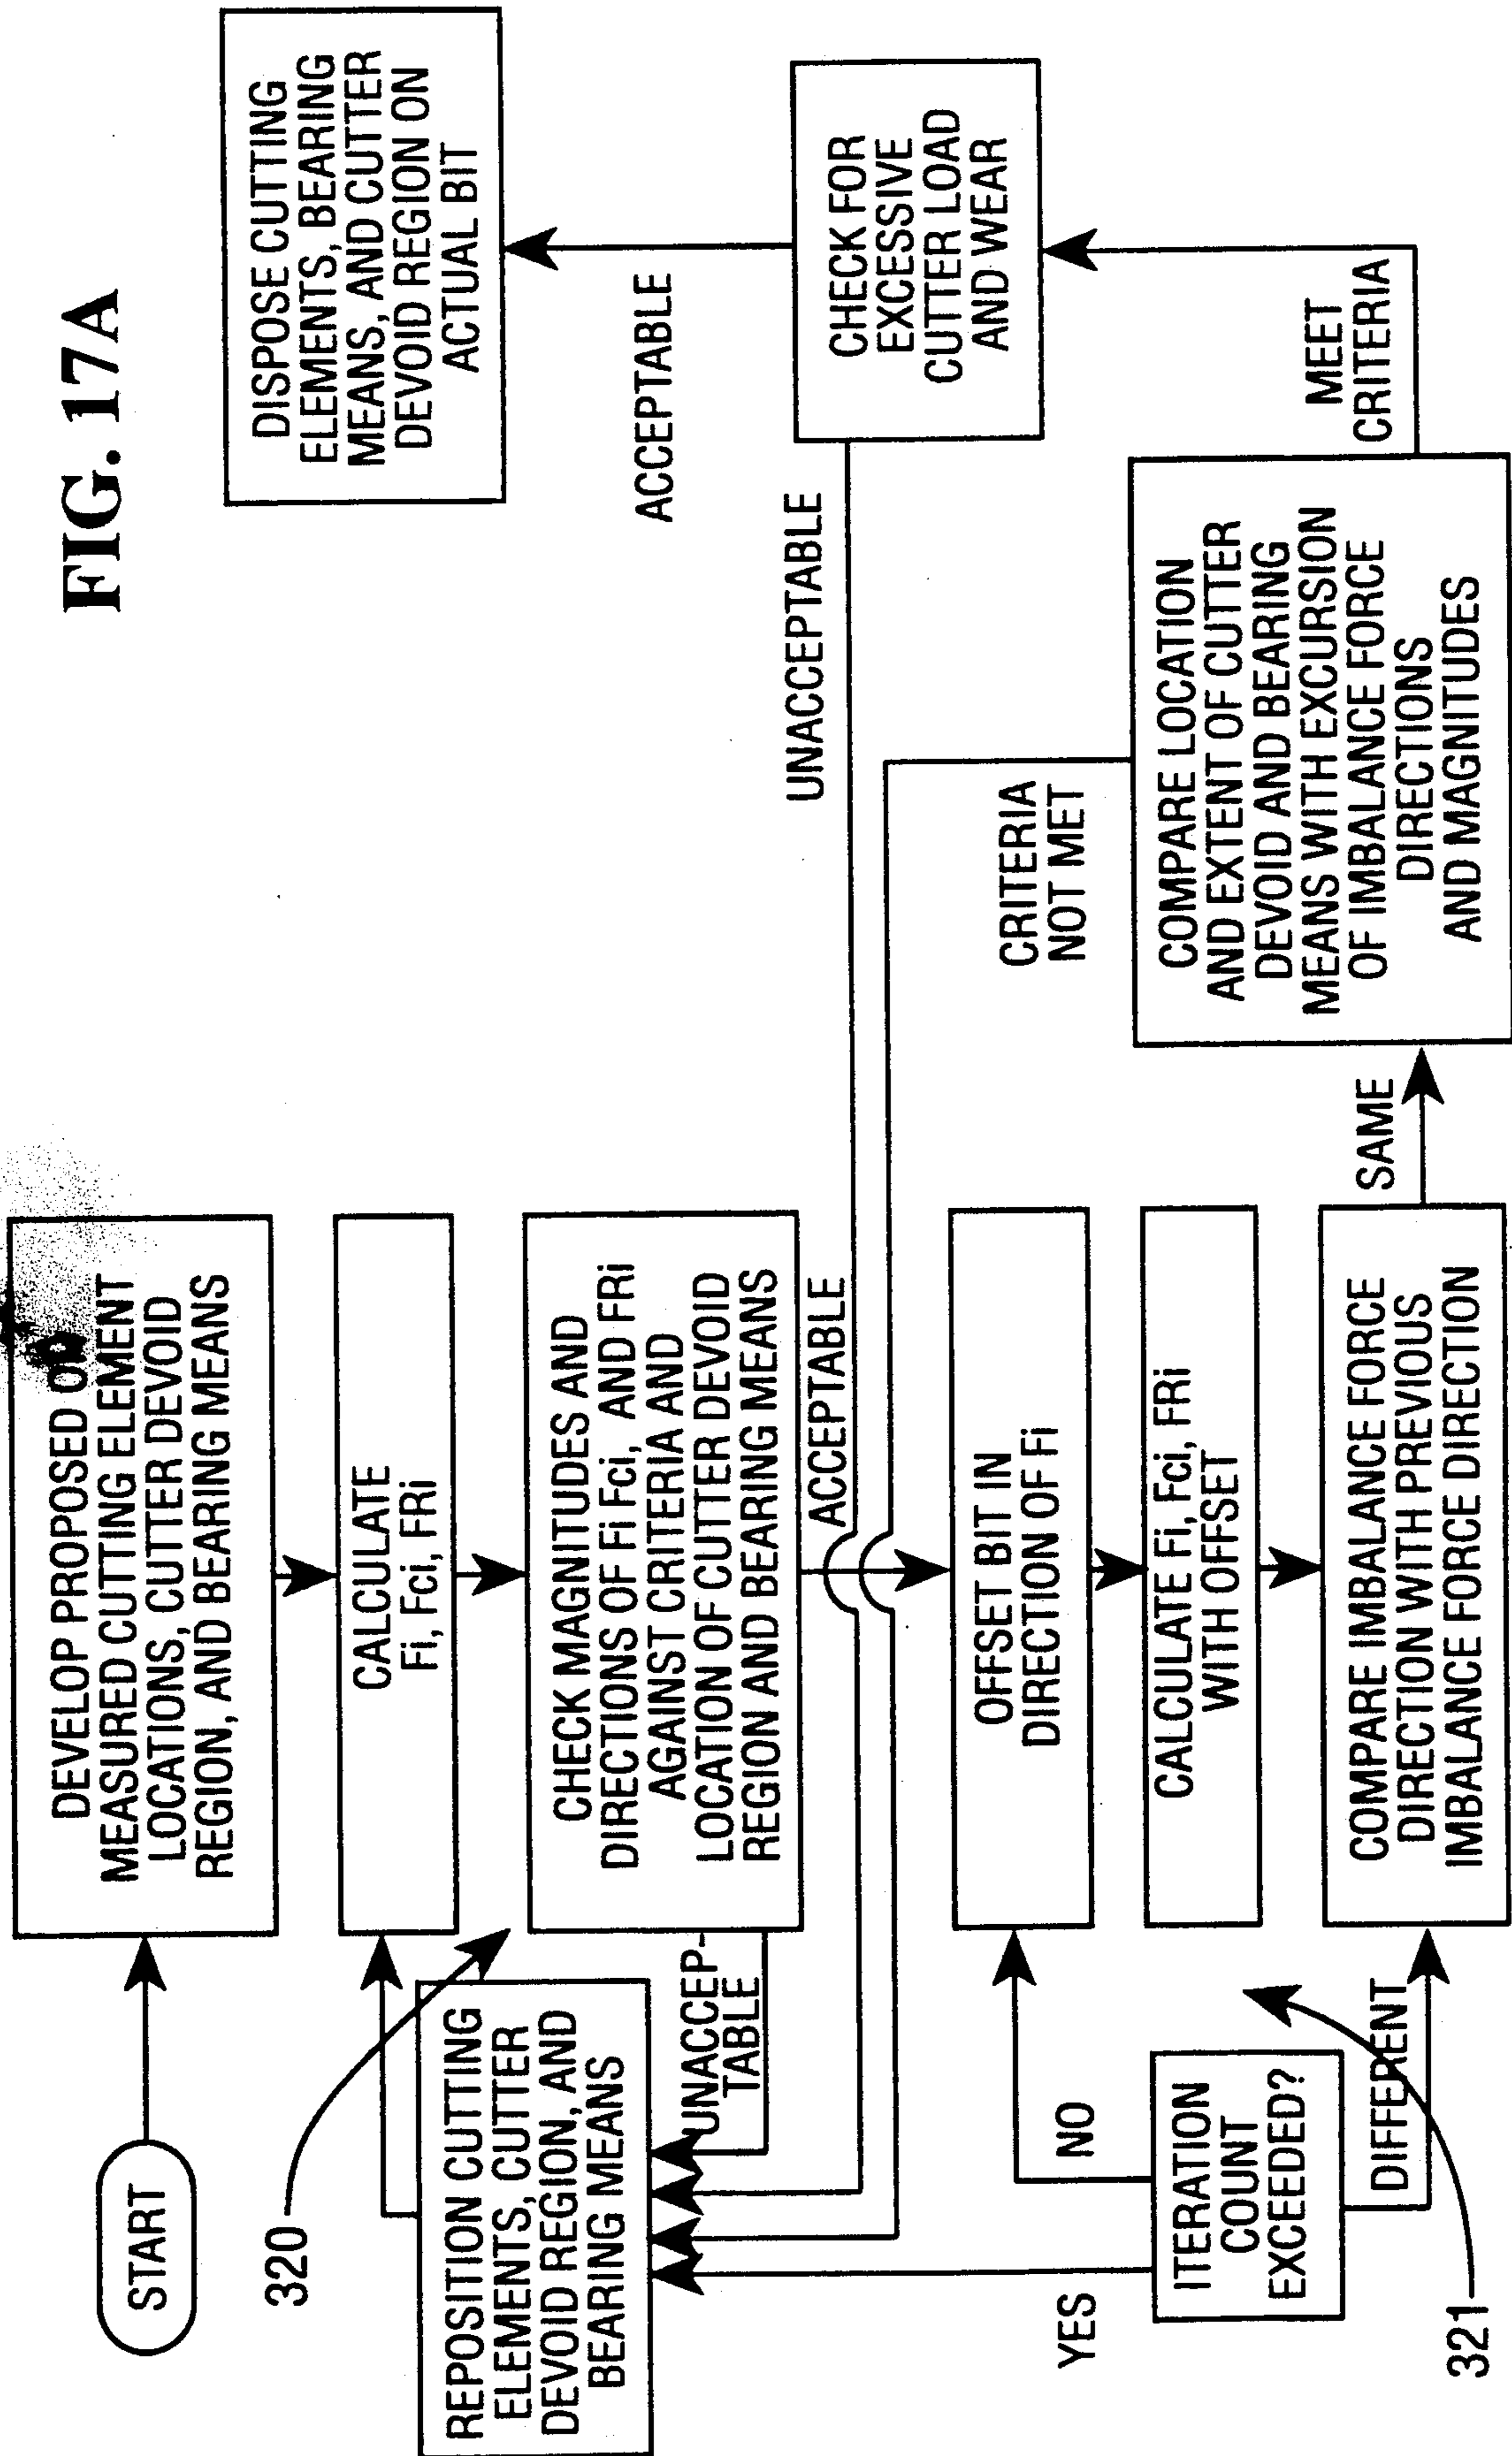 FIG. 17A
START
DEVELOP PROPOSED OR
MEASURED CUTTING ELEMENT
LOCATIONS, CUTTER DEVOID
REGION, AND BEARING MEANS
320
CALCULATE
Fi, Fci, FRi
REPOSITION CUTTING
ELEMENTS, CUTTER
DEVOID REGION, AND
BEARING MEANS
CHECK MAGNITUDES AND
DIRECTIONS OF Fi Fci, AND FRi
AGAINST CRITERIA AND
LOCATION OF CUTTER DEVOID
REGION AND BEARING MEANS
UNACCEP-
TABLE
ACCEPTABLE
OFFSET BIT IN
DIRECTION OF Fi
CALCULATE Fi, Fci, FRi
WITH OFFSET
COMPARE IMBALANCE FORCE
DIRECTION WITH PREVIOUS
IMBALANCE FORCE DIRECTION
YES
NO
ITERATION
COUNT
EXCEEDED?
DIFFERENT
321
SAME
COMPARE LOCATION
AND EXTENT OF CUTTER
DEVOID AND BEARING
MEANS WITH EXCURSION
OF IMBALANCE FORCE
DIRECTIONS
AND MAGNITUDES
CRITERIA
NOT MET
MEET
CRITERIA
CHECK FOR
EXCESSIVE
CUTTER LOAD
AND WEAR
UNACCEPTABLE
ACCEPTABLE
DISPOSE CUTTING
ELEMENTS, BEARING
MEANS, AND CUTTER
DEVOID REGION ON
ACTUAL BIT